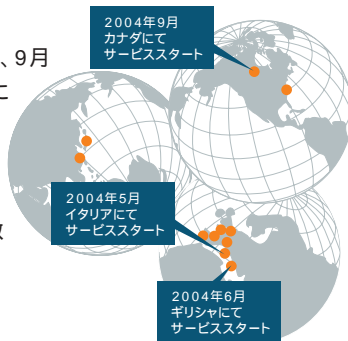 2004年9月
カナダにて
サービススタート
、9月
に
2004年5月
イタリアにて
サービススタート
2004年6月
ギリシャにて
サービススタート